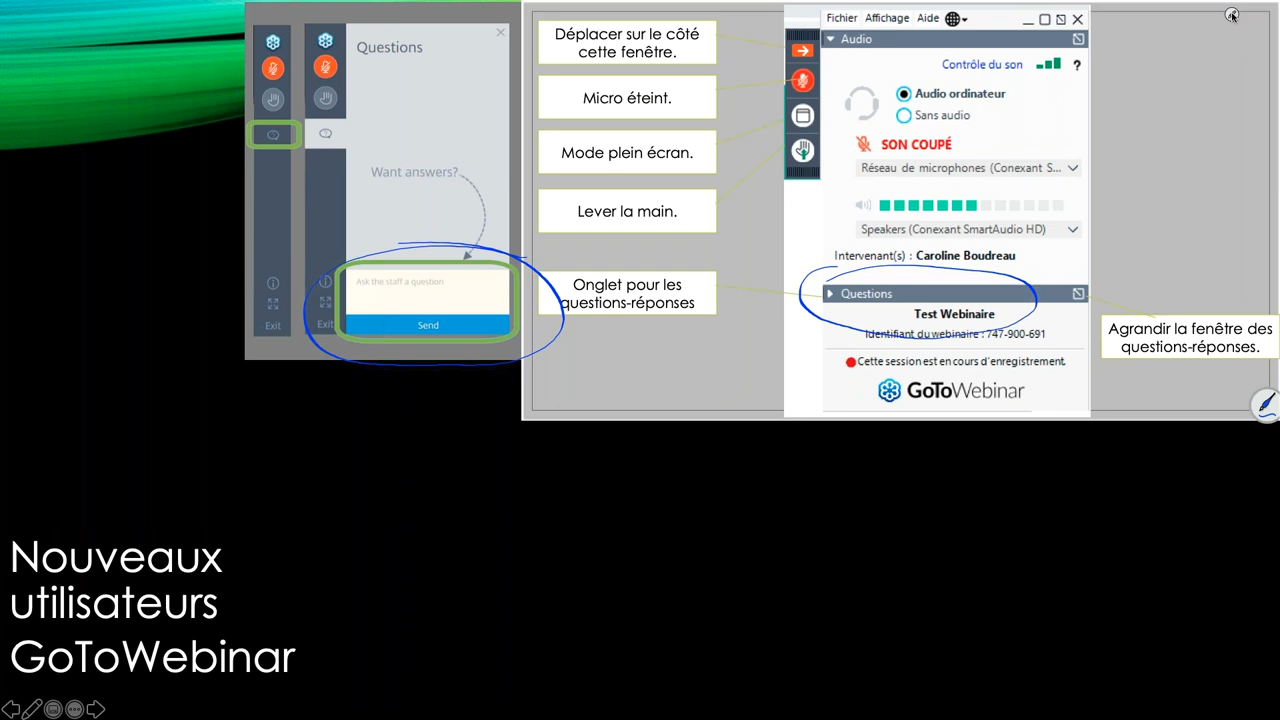 Questions
Want answers?
Ask the staff a question
Send
Exit
Exit
Déplacer sur le côté
cette fenêtre.
Micro éteint.
Mode plein écran.
Lever la main.
Onglet pour les
questions-réponses
Fichier Affichage Aide
Audio
Contrôle du son
?
Audio ordinateur
Sans audio
SON COUPÉ
Réseau de microphones (Conexant S...
Speakers (Conexant SmartAudio HD)
Intervenant(s) : Caroline Boudreau
Questions
Test Webinaire
Identifiant du webinaire : 747-900-691
Cette session est en cours d'enregistrement.
GoToWebinar
Agrandir la fenêtre des
questions-réponses.
Nouveaux
utilisateurs
GoToWebinar